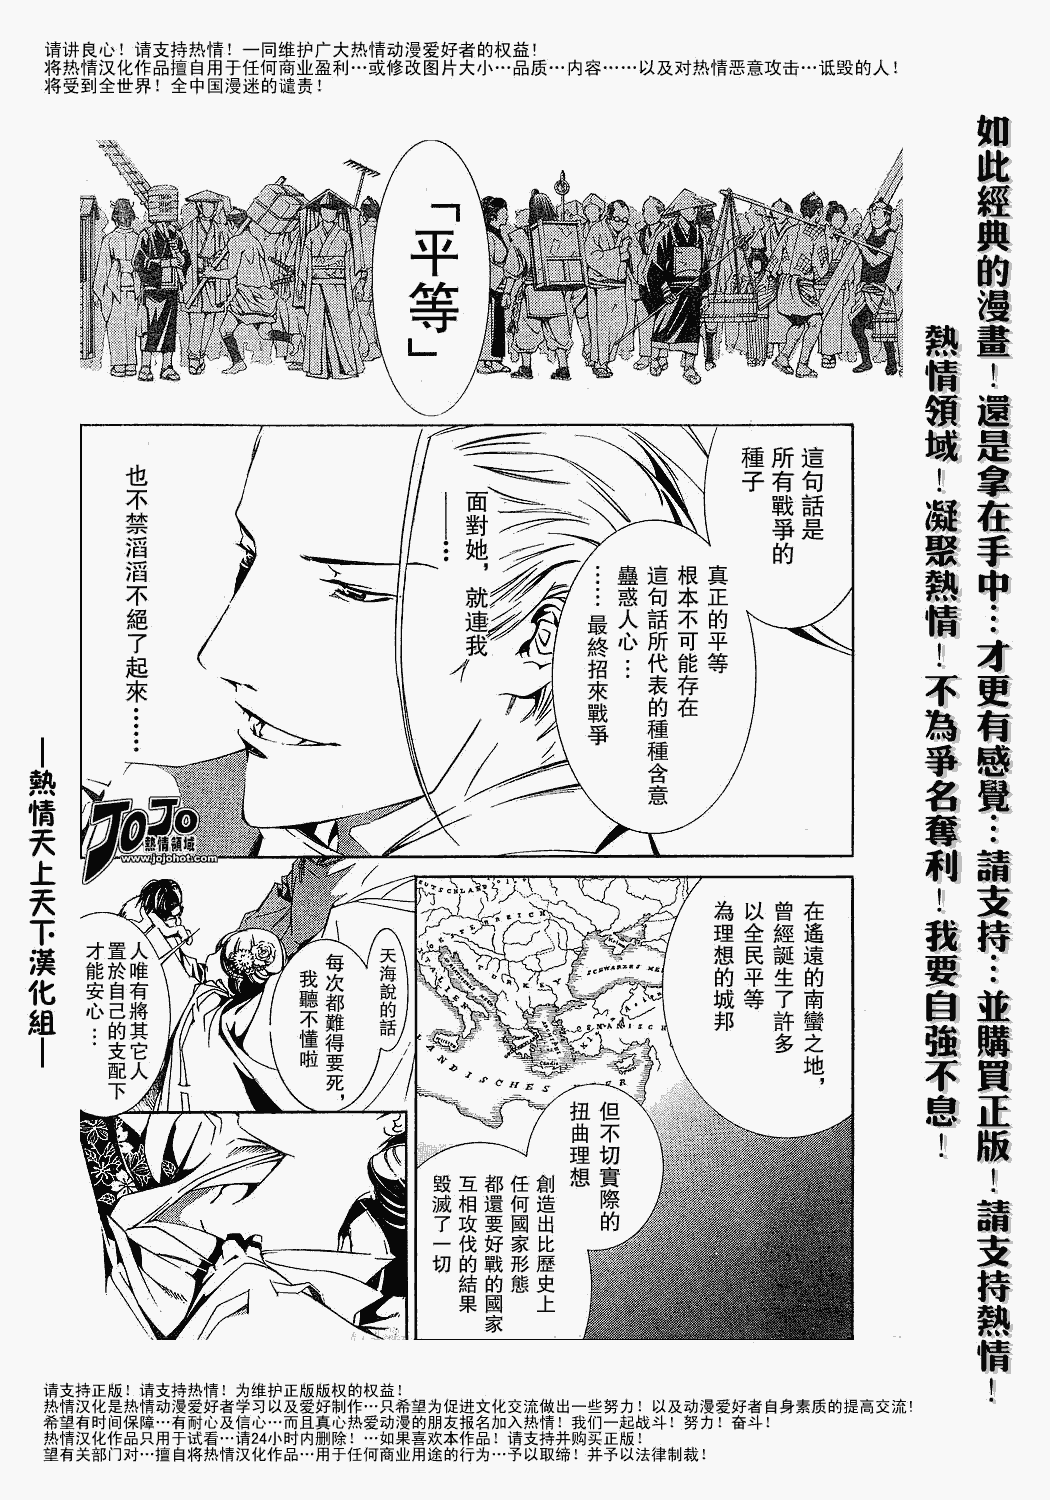 请讲良心！请支持热情！一同维护广大热情动漫爱好者的权益！
将热情汉化作品擅自用于任何商业盈利…或修改图片大小…品质…内容……以及对热情恶意攻击…诋毁的人！
将受到全世界！全中国漫迷的谴责！
如此經典的漫畫！還是拿在手中…才更有感覺…請支持…並購買正版！請支持熱情！
熱情領域！凝聚熱情！不為爭名奪利！我要自強不息！
「平等」
這句話是
所有戰爭的
種子
真正的平等
根本不可能存在
這句話所代表的種種含意
蠱惑人心…
……最終招來戰爭
面對她，就連我
——…
也不禁滔滔不絕了起來……
JOJO
熱情領域
www.jojohot.com
—熱情天上天下漢化組—
在遙遠的南蠻之地，
曾經誕生了許多
以全民平等
為理想的城邦
DEUTSCHLAND
ÖSTERREICH
SCHWARZES ME
OSMANISCH
LÄNDISCHES
但不切實際的
扭曲理想
創造出比歷史上
任何國家形態
都還要好戰的國家
互相攻伐的結果
毀滅了一切
天海說的話
每次都難得要死，
我聽不懂啦
人唯有將其它人
置於自己的支配下
才能安心…
请支持正版！请支持热情！为维护正版版权的权益！
热情汉化是热情动漫爱好者学习以及爱好制作…只希望为促进文化交流做出一些努力！以及动漫爱好者自身素质的提高交流！
希望有时间保障…有耐心及信心…而且真心热爱动漫的朋友报名加入热情！我们一起战斗！努力！奋斗！
热情汉化作品只用于试看…请24小时内删除！…如果喜欢本作品！请支持并购买正版！
望有关部门对…擅自将热情汉化作品…用于任何商业用途的行为…予以取缔！并予以法律制裁！